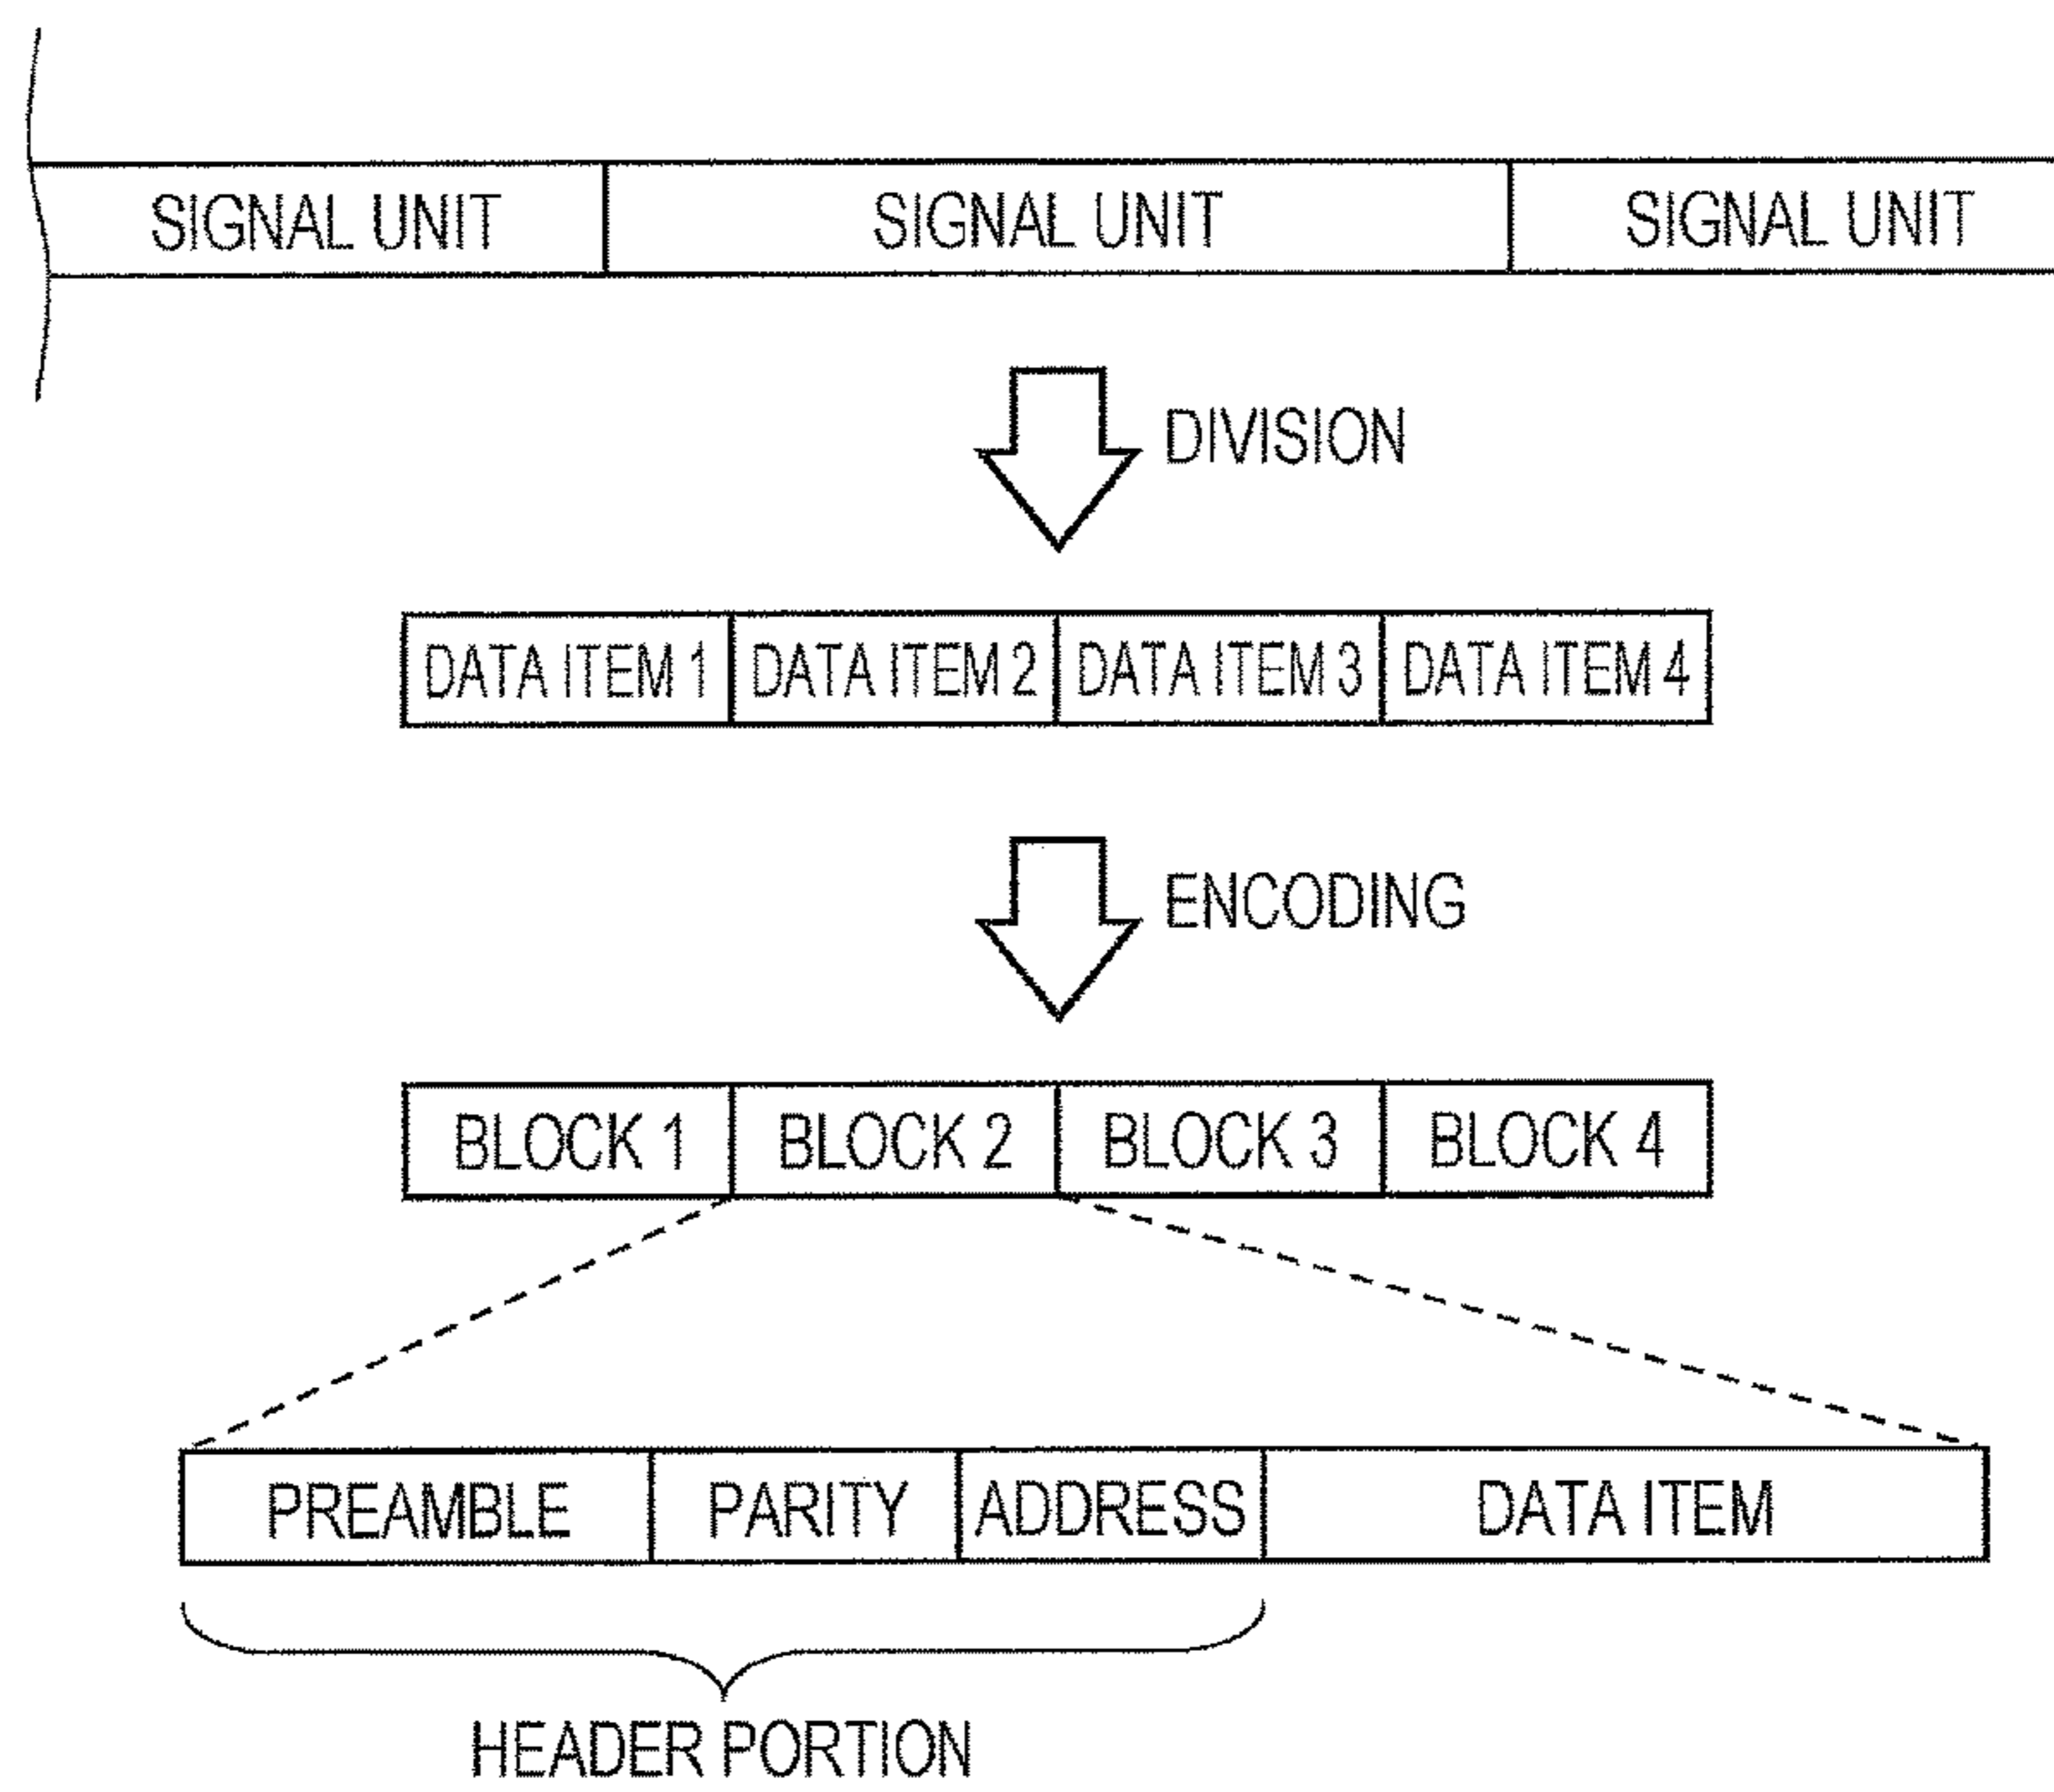 SIGNAL UNIT SIGNAL UNIT SIGNAL UNIT
DIVISION
DATA ITEM 1 DATA ITEM 2 DATA ITEM 3 DATA ITEM 4
ENCODING
BLOCK 1 BLOCK 2 BLOCK 3 BLOCK 4
PREAMBLE PARITY ADDRESS DATA ITEM
HEADER PORTION